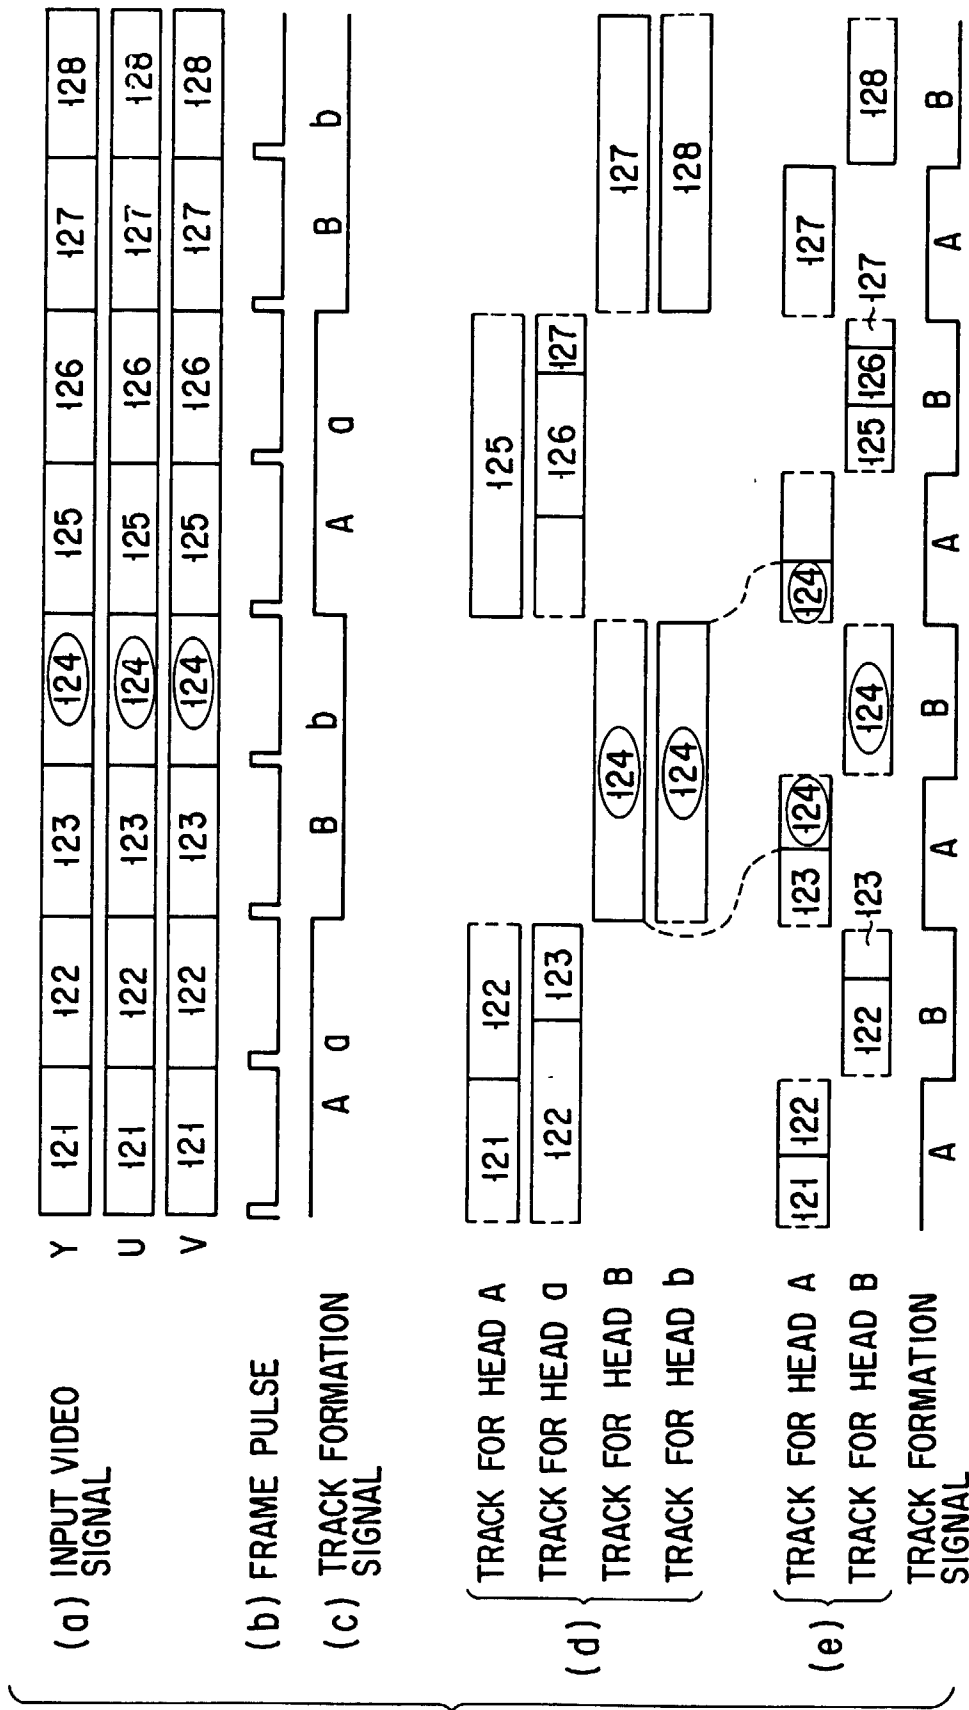 (a) INPUT VIDEO SIGNAL
Y 121 122 123 124 125 126 127 128
U 121 122 123 124 125 126 127 128
V 121 122 123 124 125 126 127 128
(b) FRAME PULSE
(c) TRACK FORMATION SIGNAL
A a B b A a B b
(d)
TRACK FOR HEAD A 121 122 125
TRACK FOR HEAD a 122 123 126 127
TRACK FOR HEAD B 124 127
TRACK FOR HEAD b 124 128
(e)
TRACK FOR HEAD A 121 122 123 124 124 127
TRACK FOR HEAD B 122 123 124 125 126 127 128
TRACK FORMATION SIGNAL
A B A B A B A B